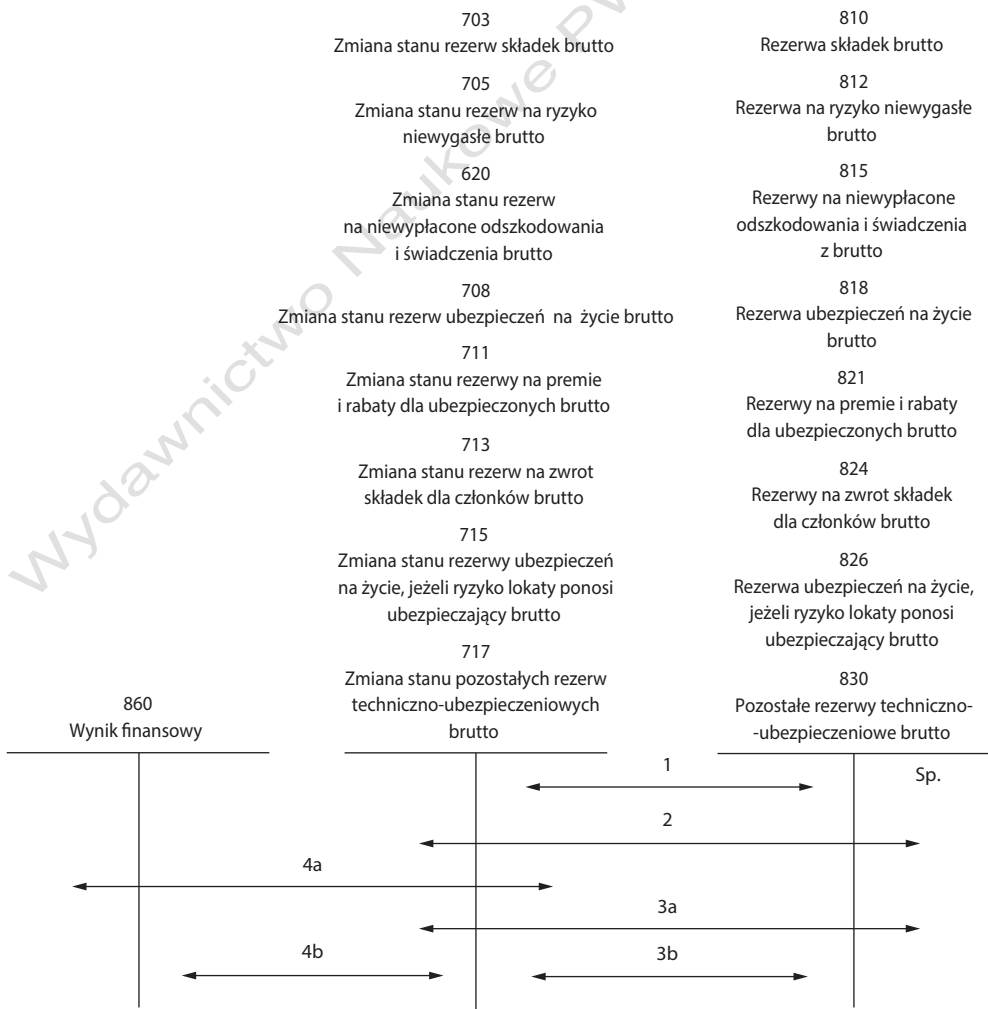 703
Zmiana stanu rezerw składek brutto
705
Zmiana stanu rezerw na ryzyko
niewygasłe brutto
620
Zmiana stanu rezerw
na niewypłacone odszkodowania
i świadczenia brutto
708
Zmiana stanu rezerw ubezpieczeń na życie brutto
711
Zmiana stanu rezerwy na premie
i rabaty dla ubezpieczonych brutto
713
Zmiana stanu rezerw na zwrot
składek dla członków brutto
715
Zmiana stanu rezerwy ubezpieczeń
na życie, jeżeli ryzyko lokaty ponosi
ubezpieczający brutto
717
Zmiana stanu pozostałych rezerw
techniczno-ubezpieczeniowych
brutto
810
Rezerwa składek brutto
812
Rezerwa na ryzyko niewygasłe
brutto
815
Rezerwy na niewypłacone
odszkodowania i świadczenia
z brutto
818
Rezerwa ubezpieczeń na życie
brutto
821
Rezerwy na premie i rabaty
dla ubezpieczonych brutto
824
Rezerwy na zwrot składek
dla członków brutto
826
Rezerwa ubezpieczeń na życie,
jeżeli ryzyko lokaty ponosi
ubezpieczający brutto
830
Pozostałe rezerwy techniczno-
-ubezpieczeniowe brutto
860
Wynik finansowy
Sp.
1
2
4a
3a
4b
3b
Wydawnictwo Naukowe